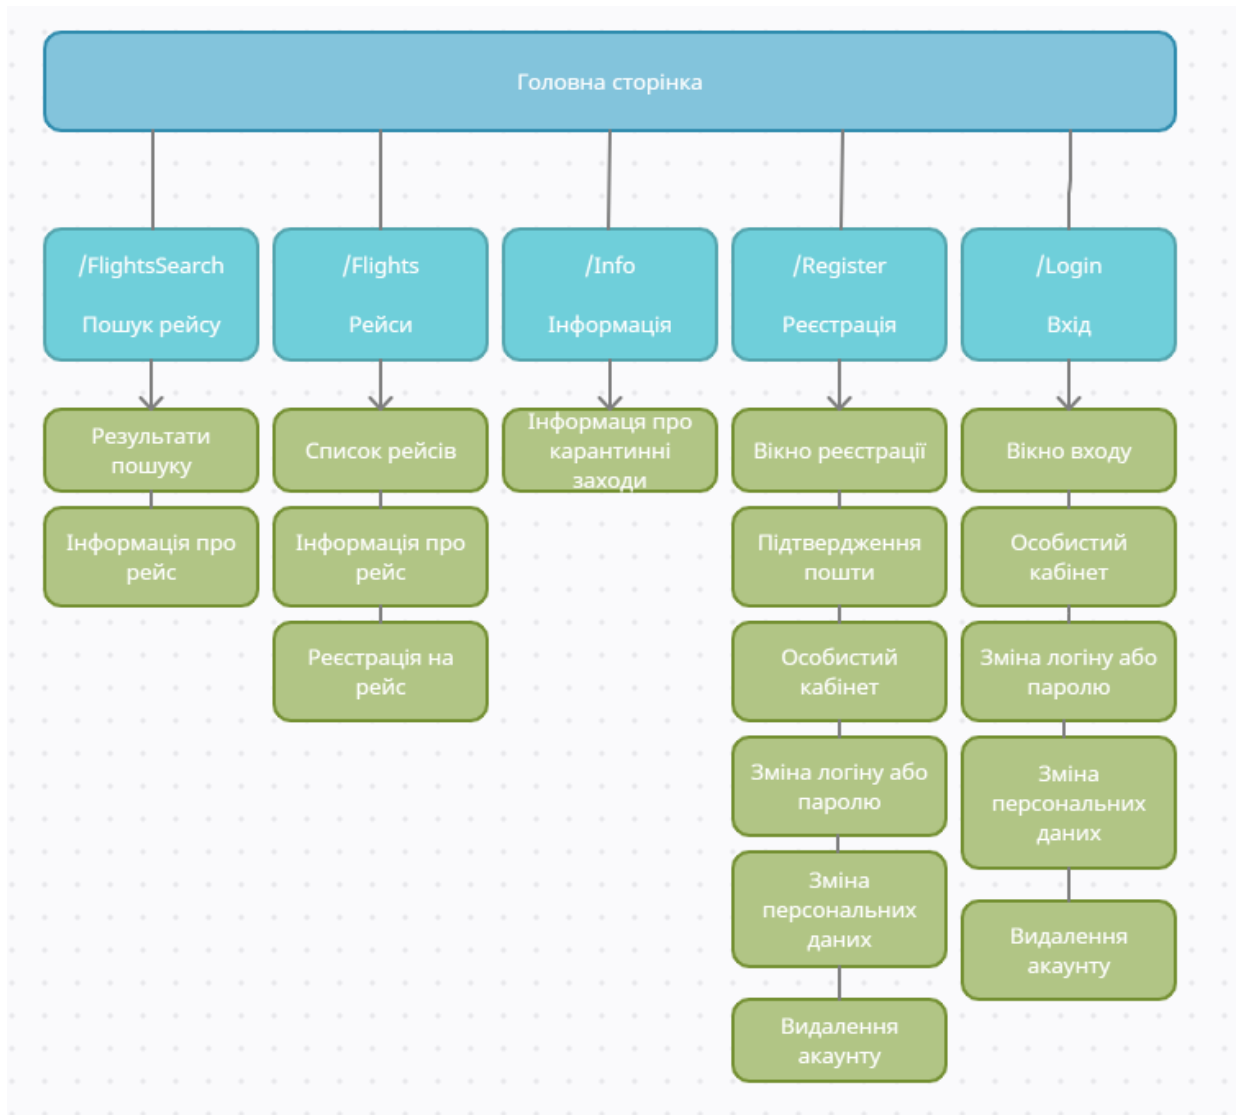 Головна сторінка
/FlightsSearch
Пошук рейсу
/Flights
Рейси
/Info
Інформація
/Register
Реєстрація
/Login
Вхід
Результати
пошуку
Інформація про
рейс
Список рейсів
Інформація про
рейс
Реєстрація на
рейс
Інформаця про
карантинні
заходи
Вікно реєстрації
Підтвердження
пошти
Особистий
кабінет
Зміна логіну або
паролю
Зміна
персональних
даних
Видалення
акаунту
Вікно входу
Особистий
кабінет
Зміна логіну або
паролю
Зміна
персональних
даних
Видалення
акаунту